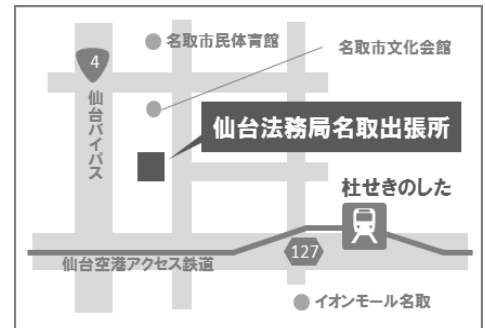 名取市民体育館
名取市文化会館
4
仙台バイパス
仙台法務局名取出張所
杜せきのした
127
仙台空港アクセス鉄道
イオンモール名取